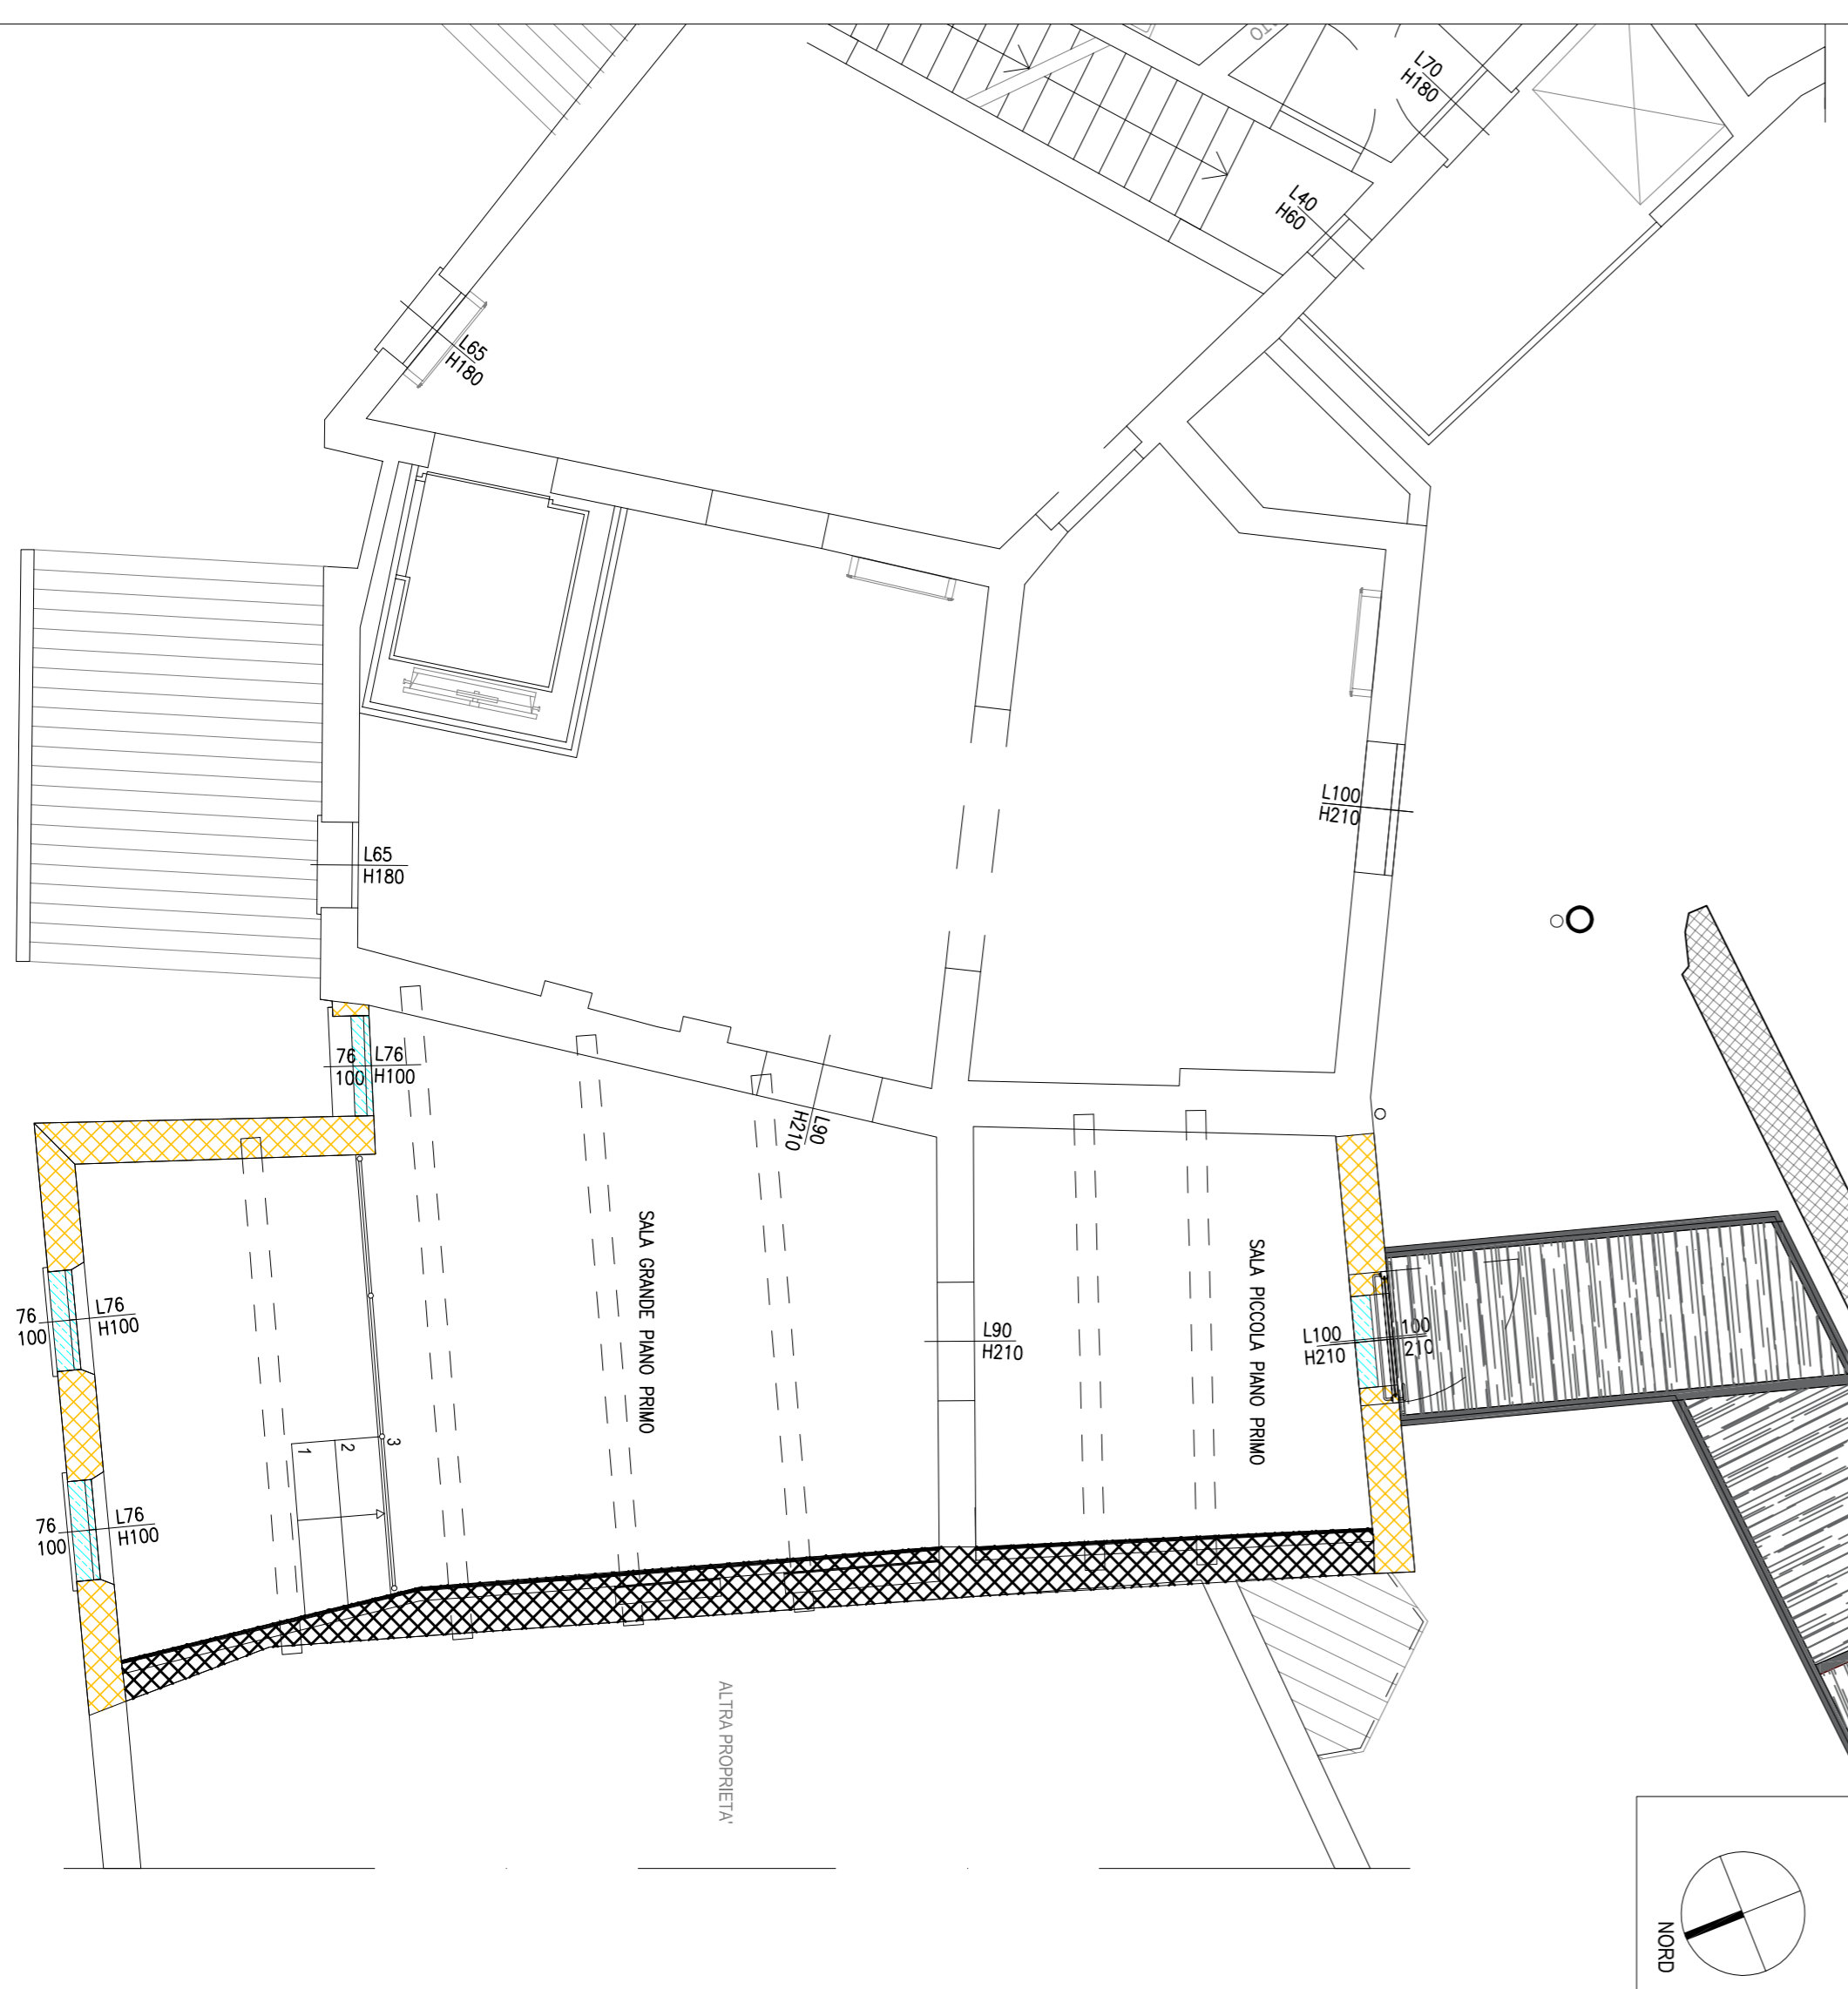 L70
H180
L40
H60
L65
H180
L100
H210
L65
H180
76
100
L76
H100
L90
H210
SALA GRANDE PIANO PRIMO
SALA PICCOLA PIANO PRIMO
76
100
L76
H100
L90
H210
L100
H210
100
210
1
2
3
76
100
L76
H100
ALTRA PROPRIETA'
NORD